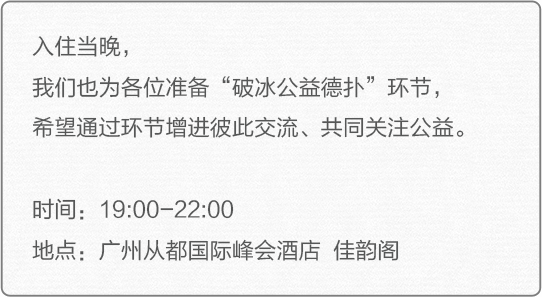 入住当晚，
我们也为各位准备“破冰公益德扑”环节，
希望通过环节增进彼此交流、共同关注公益。
时间：19:00-22:00
地点：广州从都国际峰会酒店 佳韵阁